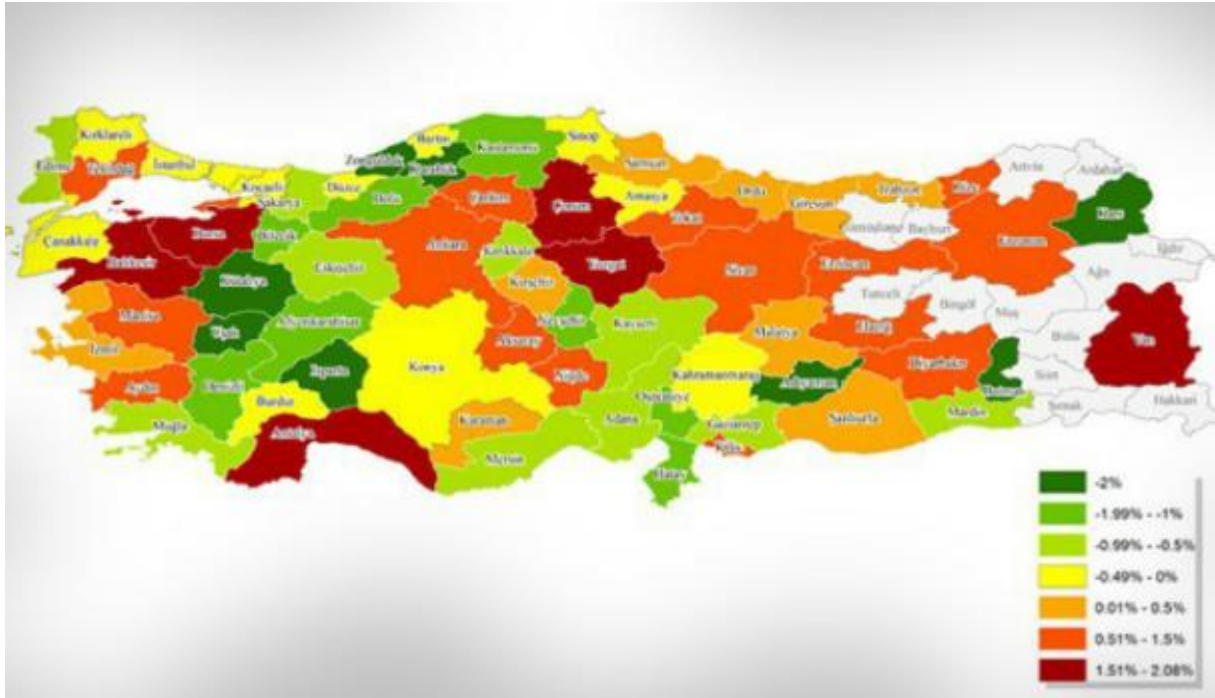 Kırklareli
Edirne
Tekirdağ
İstanbul
Kocaeli
Sakarya
Düzce
Zonguldak
Bartın
Karabük
Kastamonu
Sinop
Samsun
Ordu
Giresun
Trabzon
Rize
Artvin
Ardahan
Kars
Iğdır
Çanakkale
Balıkesir
Bursa
Bilecik
Bolu
Çankırı
Çorum
Amasya
Tokat
Gümüşhane
Bayburt
Erzurum
Ağrı
Kütahya
Eskişehir
Ankara
Kırıkkale
Yozgat
Sivas
Erzincan
Tunceli
Bingöl
Muş
Bitlis
Van
Manisa
Uşak
Afyonkarahisar
Kırşehir
Nevşehir
Kayseri
Malatya
Elazığ
Diyarbakır
Batman
Siirt
Hakkari
İzmir
Aydın
Denizli
Isparta
Konya
Aksaray
Niğde
Kahramanmaraş
Adıyaman
Şırnak
Muğla
Burdur
Antalya
Karaman
Mersin
Adana
Osmaniye
Gaziantep
Şanlıurfa
Mardin
Kilis
Hatay
-2%
-1.99% - -1%
-0.99% - -0.5%
-0.49% - 0%
0.01% - 0.5%
0.51% - 1.5%
1.51% - 2.08%